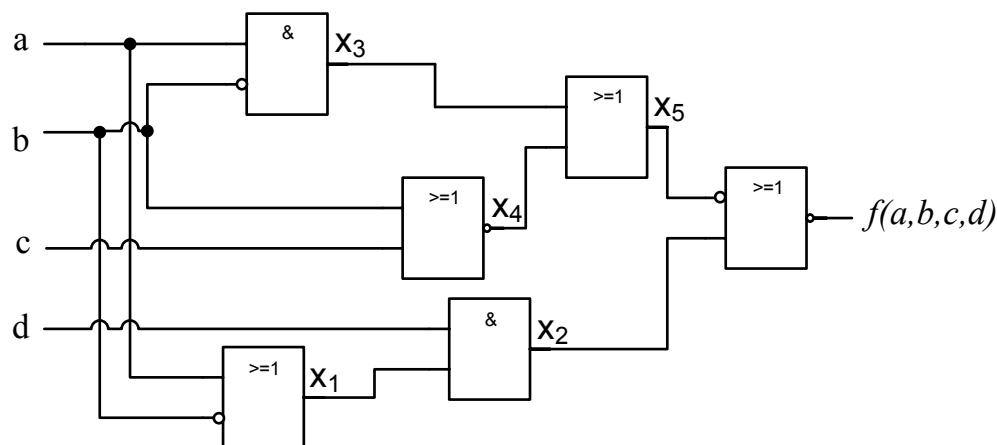 a
&
x₃
>=1
x₅
b
>=1
x₄
>=1
f(a,b,c,d)
c
d
&
x₂
>=1
x₁